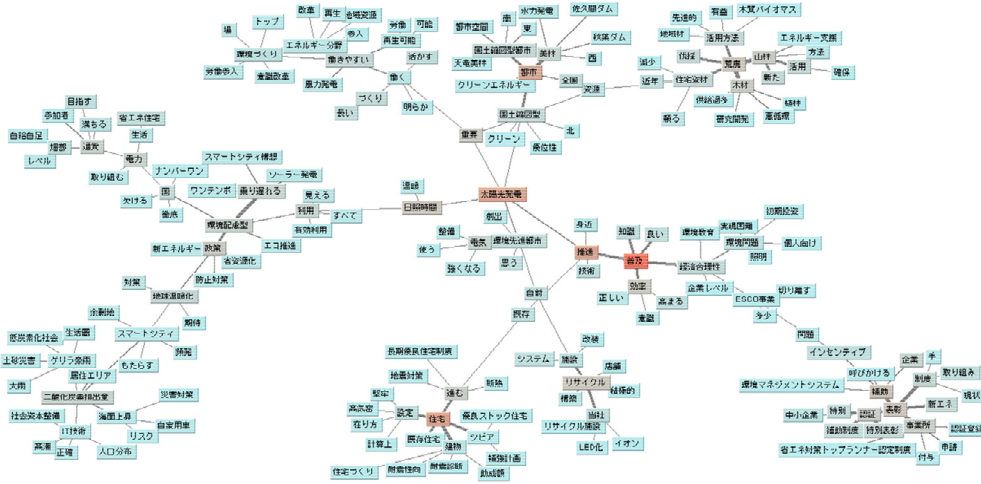 改革
再生
地域資源
トップ
場
参入
エネルギー分野
環境づくり
働きやすい
労働参入
意識改革
風力発電
労働
可能
再生可能
活かす
働く
づくり
長い
明らか
重要
水力発電
佐久間ダム
南
都市空間
東
秋葉ダム
国土縮図型都市
美林
西
天竜美林
都市
クリーンエネルギー
全国
資源
国土縮図型
クリーン
北
優位性
先進的
有益
木質バイオマス
地域材
活用方法
エネルギー支援
伐採
山林
方法
減少
荒廃
活用
確保
近年
住宅資材
新た
木材
供給過多
植林
頼る
研究開発
悪循環
目指す
参加者
満ちる
省エネ住宅
自給自足
生活
レベル
電力
取り組む
ナンバーワン
スマートシティ構想
国
ワンテンポ
乗り遅れる
ソーラー発電
欠ける
徹底
見える
利用
すべて
環境配慮型
有効利用
新エネルギー
政策
エコ推進
省資源化
防止対策
対策
地球温暖化
期待
余剰地
スマートシティ
頻発
低炭素化社会
生活圏
土砂災害
ゲリラ豪雨
もたらす
大雨
居住エリア
二酸化炭素排出量
災害対策
社会資本整備
海面上昇
IT技術
自家用車
リスク
高潮
正確
人口分布
温暖
日照時間
太陽光発電
創出
整備
電気
環境先進都市
使う
思う
強くなる
身近
推進
技術
自前
既存
知識
良い
普及
効率
正しい
高まる
意識
環境教育
実現困難
初期投資
環境問題
個人向け
照明
経済合理性
企業レベル
ESCO事業
切り離す
多少
問題
インセンティブ
長期優良住宅制度
地震対策
断熱
堅牢
進む
高気密
設定
住宅
優良ストック住宅
在り方
既存住宅
シビア
計算上
建物
補強計画
住宅づくり
耐震性向
耐震診断
助成額
改装
システム
施設
店舗
リサイクル
積極的
構築
当社
リサイクル施設
イオン
LED化
企業
手
呼びかける
制度
取り組み
環境マネジメントシステム
補助
現状
新エネ
特別
表彰
中小企業
認証
事業所
補助制度
特別表彰
認証登録
申請
省エネ対策トップランナー認定制度
付与